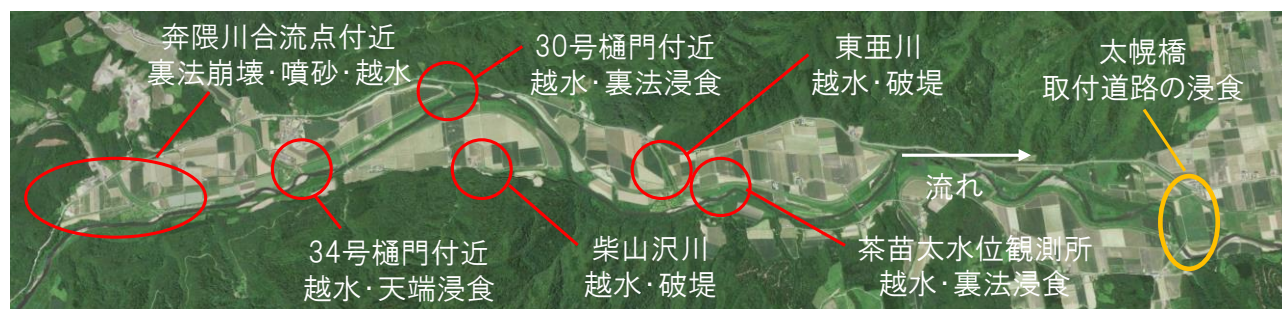 奔隈川合流点付近
裏法崩壊･噴砂･越水
30号樋門付近
越水･裏法浸食
東亜川
越水･破堤
太幌橋
取付道路の浸食
流れ
34号樋門付近
越水･天端浸食
柴山沢川
越水･破堤
茶苗太水位観測所
越水･裏法浸食